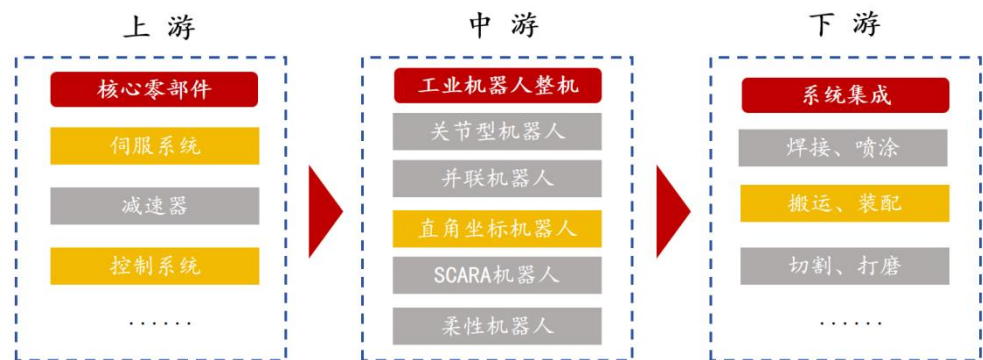 上游
核心零部件
伺服系统
减速器
控制系统
......
中游
工业机器人整机
关节型机器人
并联机器人
直角坐标机器人
SCARA机器人
柔性机器人
下游
系统集成
焊接、喷涂
搬运、装配
切割、打磨
......